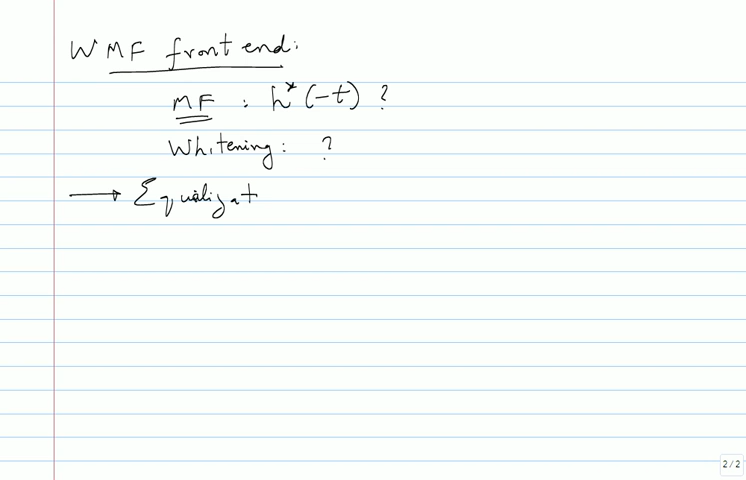 WMF front end:
MF : h*(-t) ?
Whitening: ?
→ Equalizat
2/2